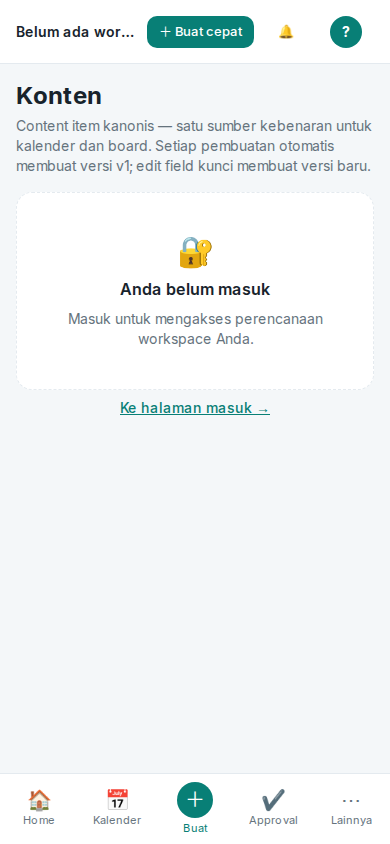 Belum ada wor...
+ Buat cepat
?
Konten
Content item kanonis — satu sumber kebenaran untuk
kalender dan board. Setiap pembuatan otomatis
membuat versi v1; edit field kunci membuat versi baru.
Anda belum masuk
Masuk untuk mengakses perencanaan
workspace Anda.
Ke halaman masuk →
Home
Kalender
Buat
Approval
Lainnya